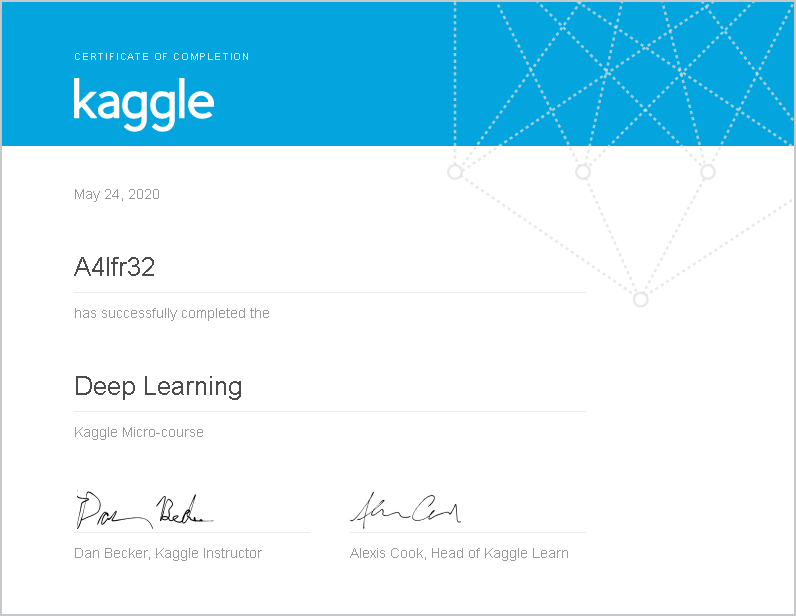 CERTIFICATE OF COMPLETION
kaggle
May 24, 2020
A4lfr32
has successfully completed the
Deep Learning
Kaggle Micro-course
Dan Becker Alexis Cook
Dan Becker, Kaggle Instructor Alexis Cook, Head of Kaggle Learn